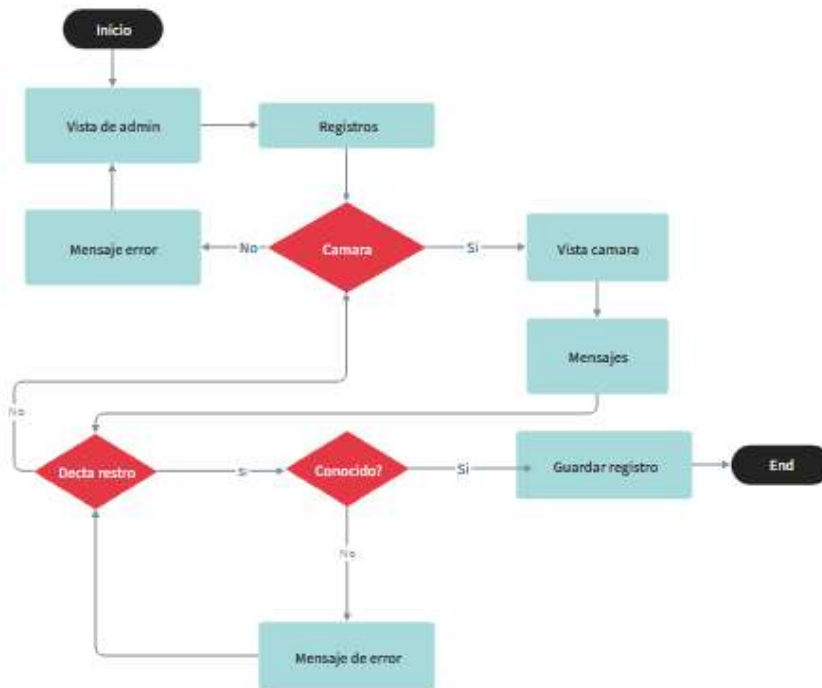 Inicio
Vista de admin
Registros
Mensaje error
No
Camara
Si
Vista camara
Mensajes
No
Decta restro
Si
Conocido?
Si
Guardar registro
End
No
Mensaje de error